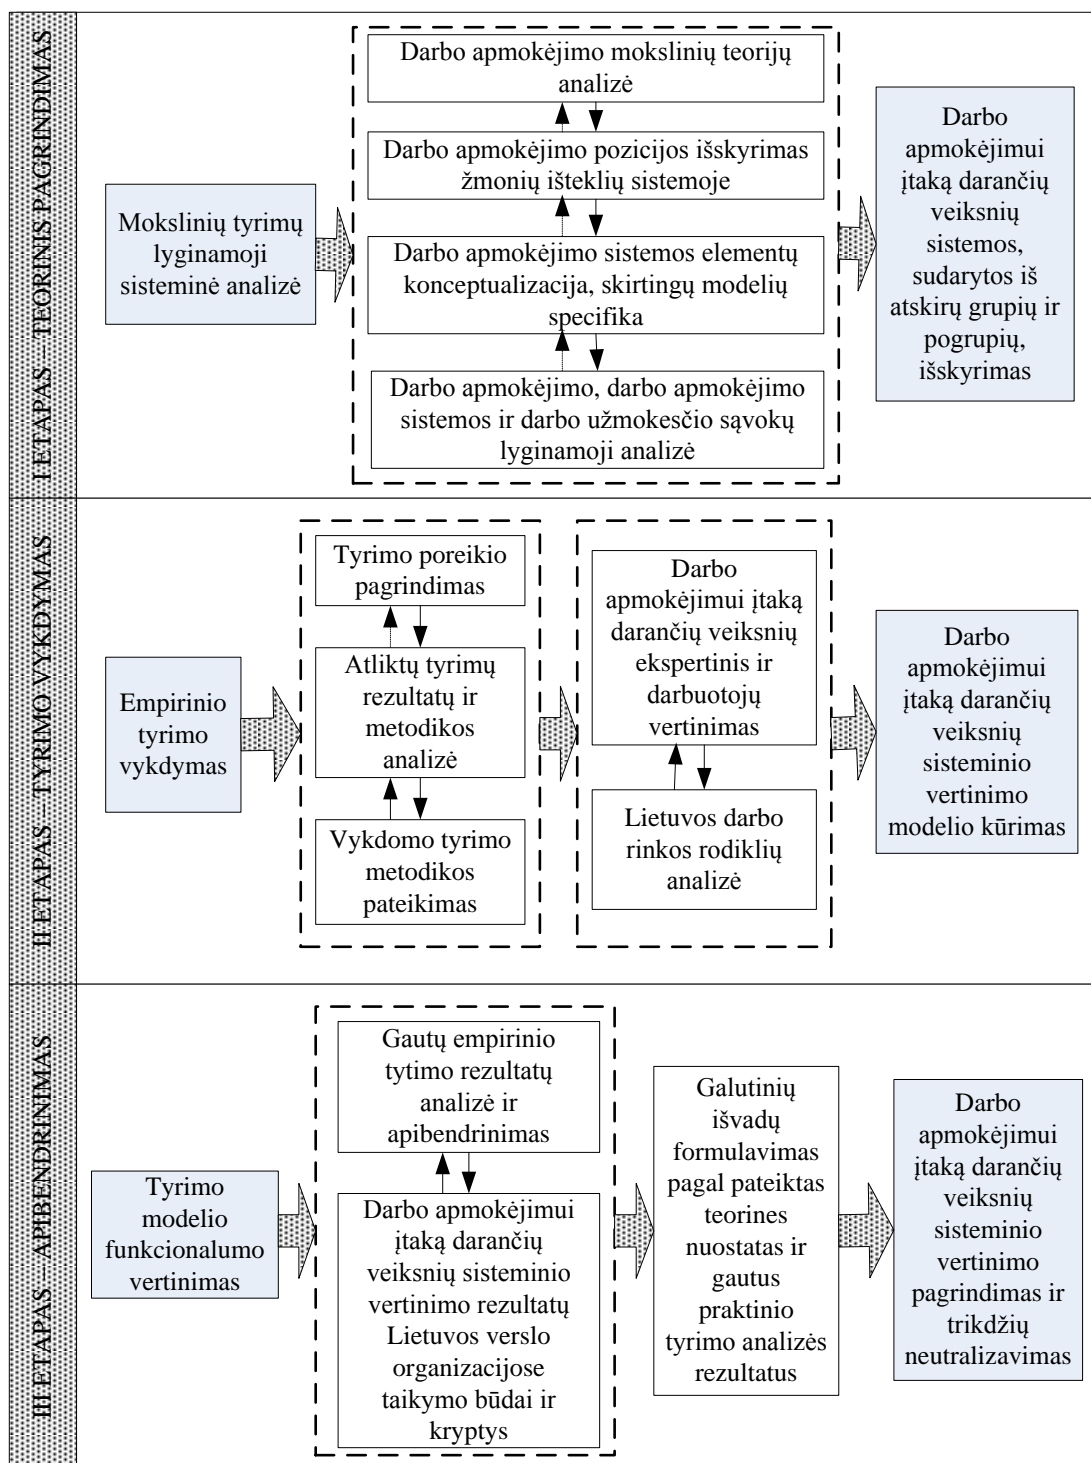 I ETAPAS – TEORINIS PAGRINDIMAS
Mokslinių tyrimų
lyginamoji
sisteminė analizė
Darbo apmokėjimo mokslinių teorijų
analizė
Darbo apmokėjimo pozicijos išskyrimas
žmonių išteklių sistemoje
Darbo apmokėjimo sistemos elementų
konceptualizacija, skirtingų modelių
specifika
Darbo apmokėjimo, darbo apmokėjimo
sistemos ir darbo užmokesčio sąvokų
lyginamoji analizė
Darbo
apmokėjimui
įtaką darančių
veiksnių
sistemos,
sudarytos iš
atskirų grupių ir
pogrupių,
išskyrimas
II ETAPAS – TYRIMO VYKDYMAS
Empirinio
tyrimo
vykdymas
Tyrimo poreikio
pagrindimas
Atliktų tyrimų
rezultatų ir
metodikos
analizė
Vykdomo tyrimo
metodikos
pateikimas
Darbo
apmokėjimui įtaką
darančių veiksnių
ekspertinis ir
darbuotojų
vertinimas
Lietuvos darbo
rinkos rodiklių
analizė
Darbo
apmokėjimui
įtaką darančių
veiksnių
sisteminio
vertinimo
modelio kūrimas
III ETAPAS – APIBENDRINIMAS
Tyrimo
modelio
funkcionalumo
vertinimas
Gautų empirinio
tytimo rezultatų
analizė ir
apibendrinimas
Darbo apmokėjimui
įtaką darančių
veiksnių sisteminio
vertinimo rezultatų
Lietuvos verslo
organizacijose
taikymo būdai ir
kryptys
Galutinių
išvadų
formulavimas
pagal pateiktas
teorines
nuostatas ir
gautus
praktinio
tyrimo analizės
rezultatus
Darbo
apmokėjimui
įtaką darančių
veiksnių
sisteminio
vertinimo
pagrindimas ir
trikdžių
neutralizavimas